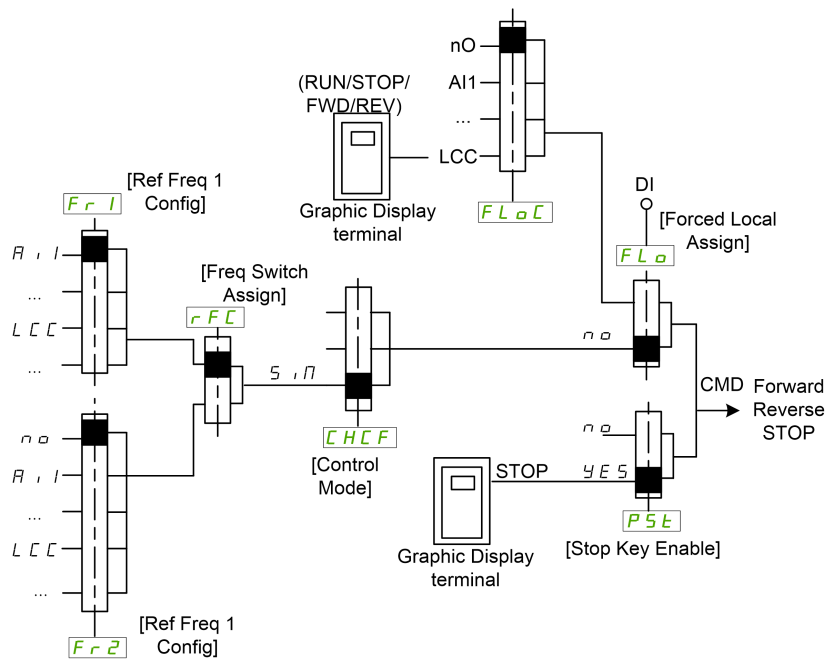 nO
AI1
...
LCC
(RUN/STOP/
FWD/REV)
Graphic Display
terminal
FLoC
DI
[Forced Local
Assign]
FLo
[Ref Freq 1
Config]
Fr1
Ai1
...
LCC
...
[Freq Switch
Assign]
rFC
SiM
CHCF
[Control
Mode]
no
CMD
Forward
Reverse
STOP
no
Ai1
...
LCC
...
Fr2
[Ref Freq 1
Config]
STOP
Graphic Display
terminal
no
YES
PSt
[Stop Key Enable]